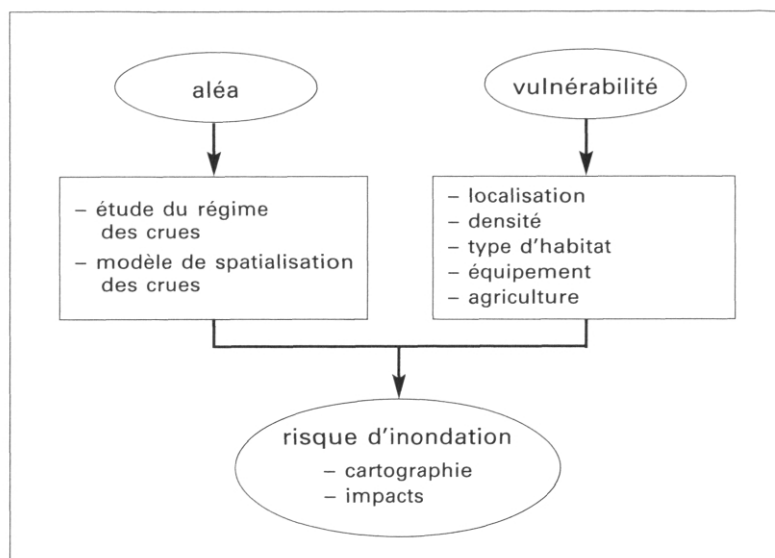 aléa
vulnérabilité
– étude du régime
des crues
– modèle de spatialisation
des crues
– localisation
– densité
– type d'habitat
– équipement
– agriculture
risque d'inondation
– cartographie
– impacts